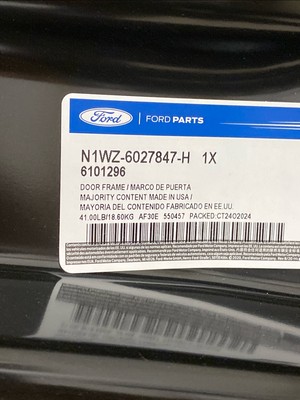 Ford
FORD PARTS
N1WZ-6027847-H 1X
6101296
DOOR FRAME / MARCO DE PUERTA
MAJORITY CONTENT MADE IN USA /
MAYORIA DEL CONTENIDO FABRICADO EN EE.UU.
41.00LB/18.60KG AF30E 550457 PACKED:CT24O2024